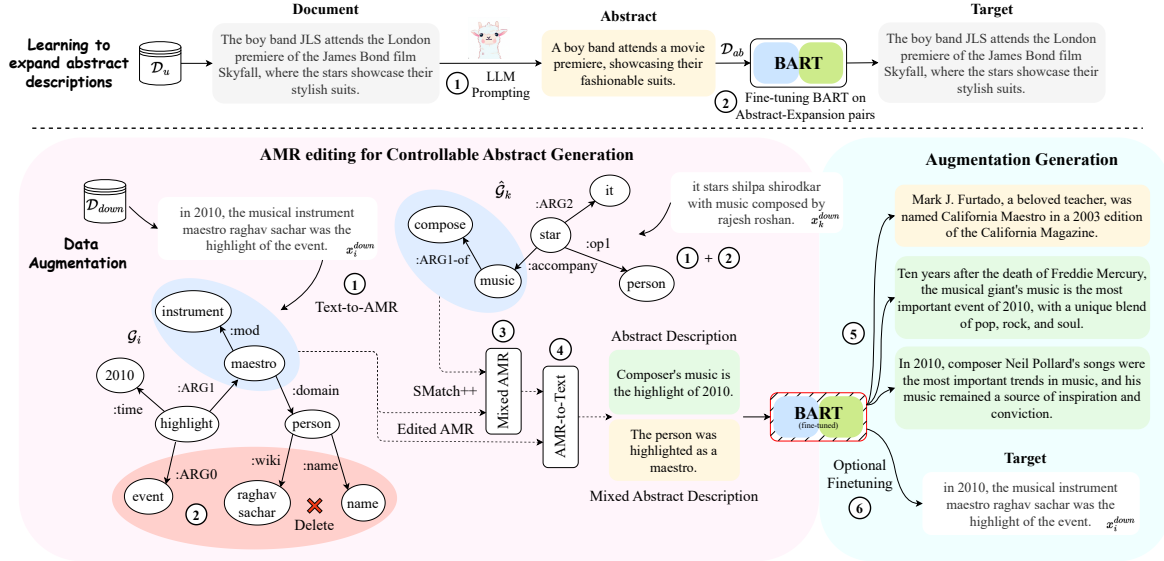 Learning to
expand abstract
descriptions
𝒟_u
Document
The boy band JLS attends the London
premiere of the James Bond film
Skyfall, where the stars showcase their
stylish suits.
1
LLM
Prompting
Abstract
A boy band attends a movie
premiere, showcasing their
fashionable suits.
𝒟_ab
BART
2
Fine-tuning BART on
Abstract-Expansion pairs
Target
The boy band JLS attends the London
premiere of the James Bond film
Skyfall, where the stars showcase their
stylish suits.
AMR editing for Controllable Abstract Generation
𝒟_down
Data
Augmentation
in 2010, the musical instrument
maestro raghav sachar was the
highlight of the event.
x_i^down
1
Text-to-AMR
𝒢_i
instrument
:mod
maestro
2010
:ARG1
:time
:domain
highlight
person
:ARG0
:wiki
:name
event
raghav
sachar
name
2
Delete
𝒢̂_k
it
:ARG2
compose
star
:ARG1-of
:op1
:accompany
music
person
it stars shilpa shirodkar
with music composed by
rajesh roshan.
x_k^down
1 + 2
3
SMatch++
Mixed AMR
Edited AMR
4
AMR-to-Text
Abstract Description
Composer's music is
the highlight of 2010.
The person was
highlighted as a
maestro.
Mixed Abstract Description
BART
(fine-tuned)
Augmentation Generation
5
Mark J. Furtado, a beloved teacher, was
named California Maestro in a 2003 edition
of the California Magazine.
Ten years after the death of Freddie Mercury,
the musical giant's music is the most
important event of 2010, with a unique blend
of pop, rock, and soul.
In 2010, composer Neil Pollard's songs were
the most important trends in music, and his
music remained a source of inspiration and
conviction.
Optional
Finetuning
6
Target
in 2010, the musical instrument
maestro raghav sachar was the
highlight of the event.
x_i^down